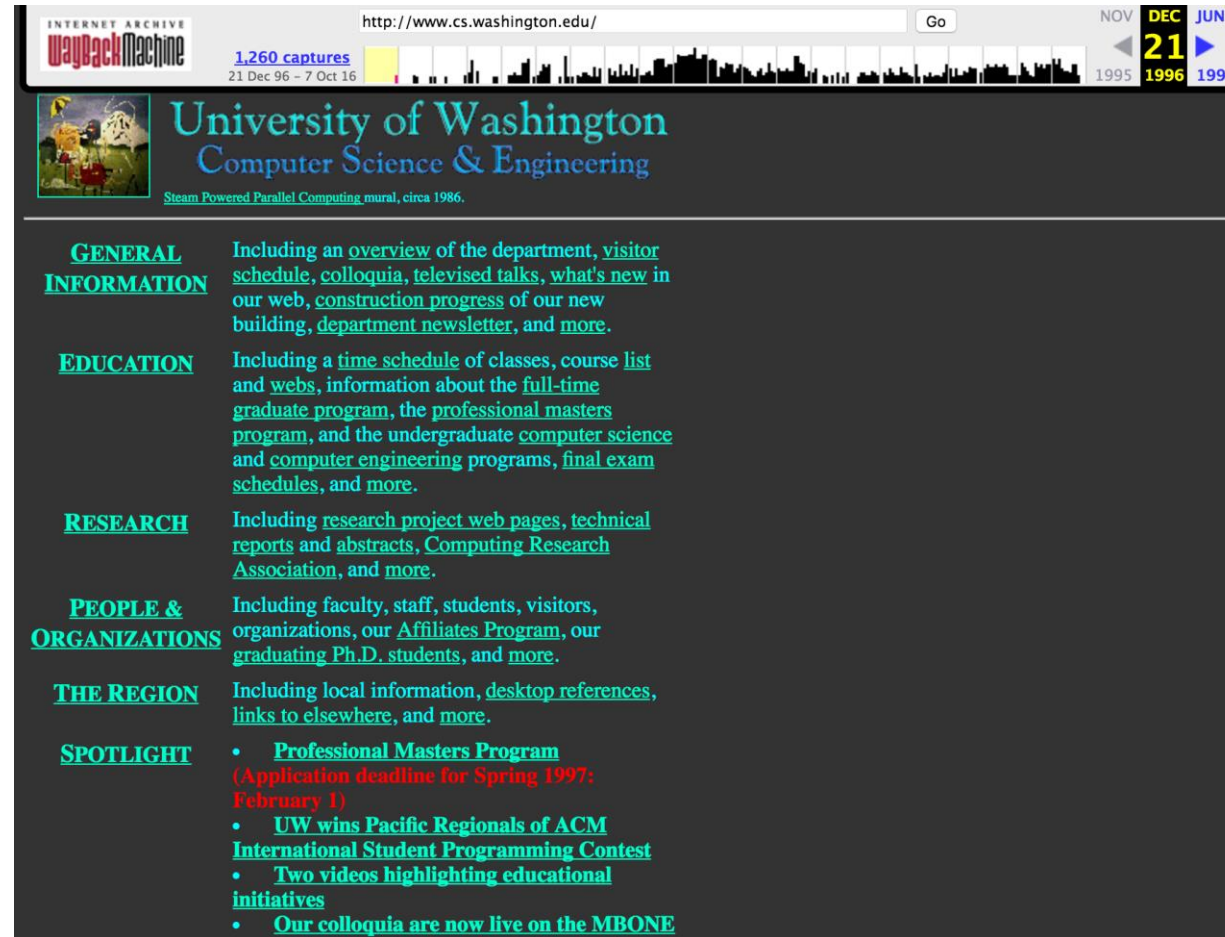 INTERNET ARCHIVE
WayBackMachine
http://www.cs.washington.edu/
Go
1,260 captures
21 Dec 96 – 7 Oct 16
NOV DEC JUN
21
1995 1996 199
University of Washington
Computer Science & Engineering
Steam Powered Parallel Computing mural, circa 1986.
GENERAL
INFORMATION
Including an overview of the department, visitor
schedule, colloquia, televised talks, what's new in
our web, construction progress of our new
building, department newsletter, and more.
EDUCATION
Including a time schedule of classes, course list
and webs, information about the full-time
graduate program, the professional masters
program, and the undergraduate computer science
and computer engineering programs, final exam
schedules, and more.
RESEARCH
Including research project web pages, technical
reports and abstracts, Computing Research
Association, and more.
PEOPLE &
ORGANIZATIONS
Including faculty, staff, students, visitors,
organizations, our Affiliates Program, our
graduating Ph.D. students, and more.
THE REGION
Including local information, desktop references,
links to elsewhere, and more.
SPOTLIGHT
• Professional Masters Program
(Application deadline for Spring 1997:
February 1)
• UW wins Pacific Regionals of ACM
International Student Programming Contest
• Two videos highlighting educational
initiatives
• Our colloquia are now live on the MBONE